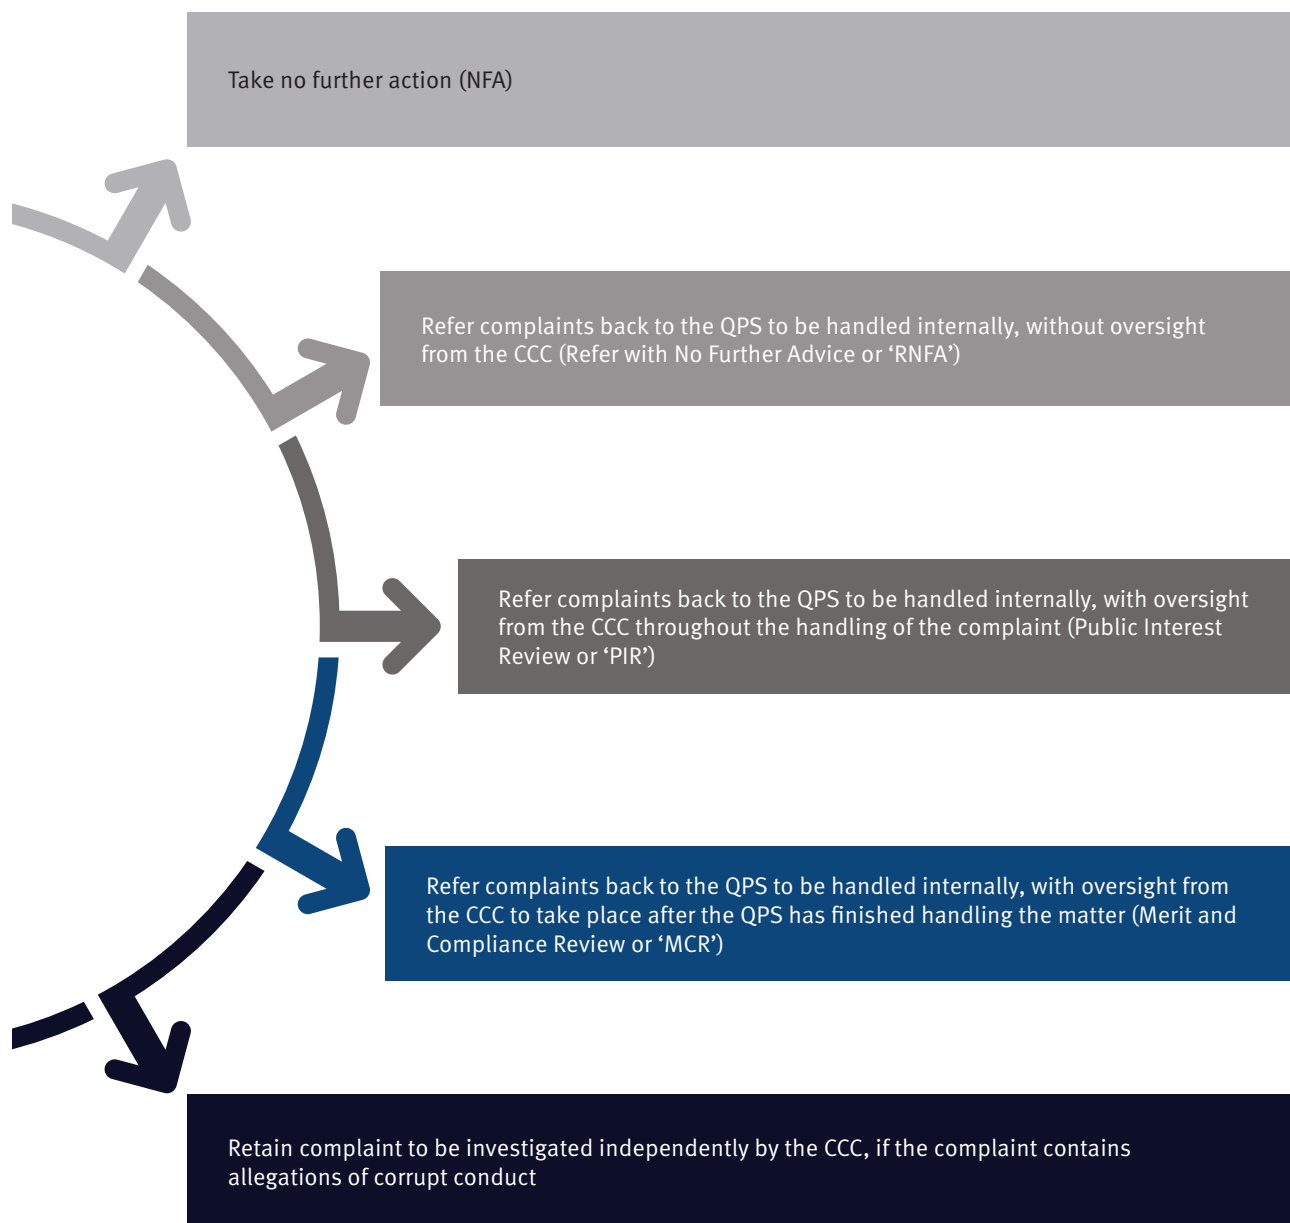 Take no further action (NFA)
Refer complaints back to the QPS to be handled internally, without oversight
from the CCC (Refer with No Further Advice or ‘RNFA’)
Refer complaints back to the QPS to be handled internally, with oversight
from the CCC throughout the handling of the complaint (Public Interest
Review or ‘PIR’)
Refer complaints back to the QPS to be handled internally, with oversight from
the CCC to take place after the QPS has finished handling the matter (Merit and
Compliance Review or ‘MCR’)
Retain complaint to be investigated independently by the CCC, if the complaint contains
allegations of corrupt conduct